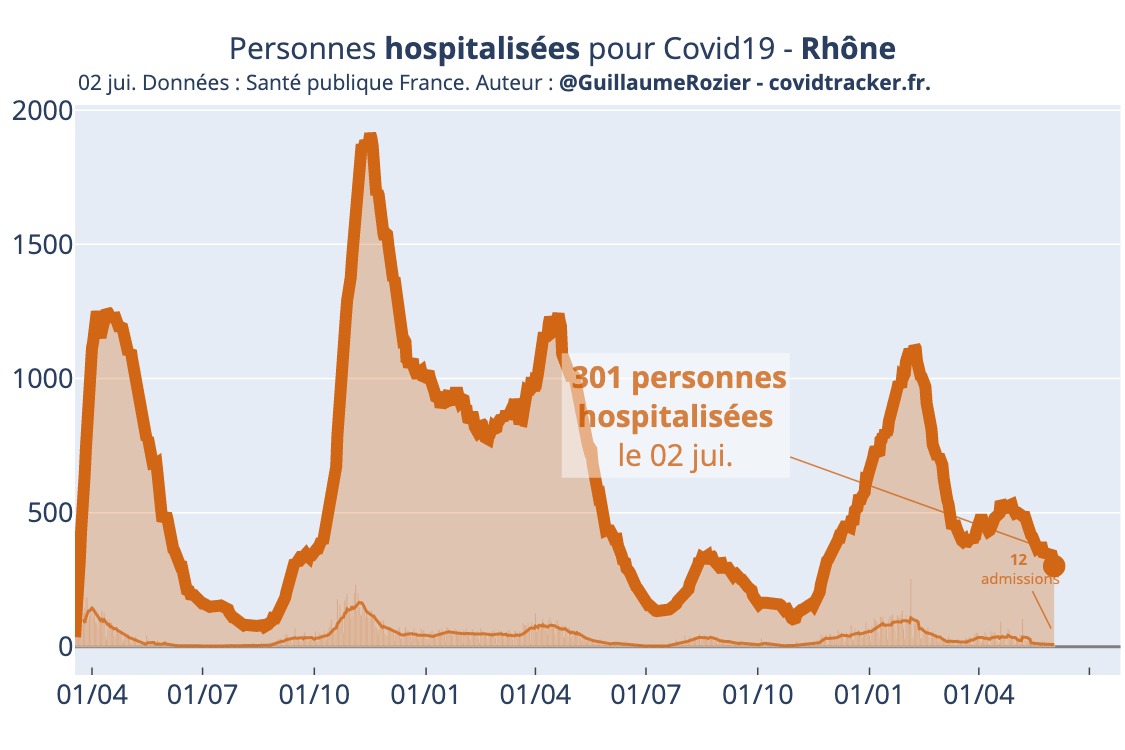 Personnes hospitalisées pour Covid19 - Rhône
02 jui. Données : Santé publique France. Auteur : @GuillaumeRozier - covidtracker.fr.
2000
1500
1000
500
0
301 personnes
hospitalisées
le 02 jui.
12
admissions
01/04 01/07 01/10 01/01 01/04 01/07 01/10 01/01 01/04